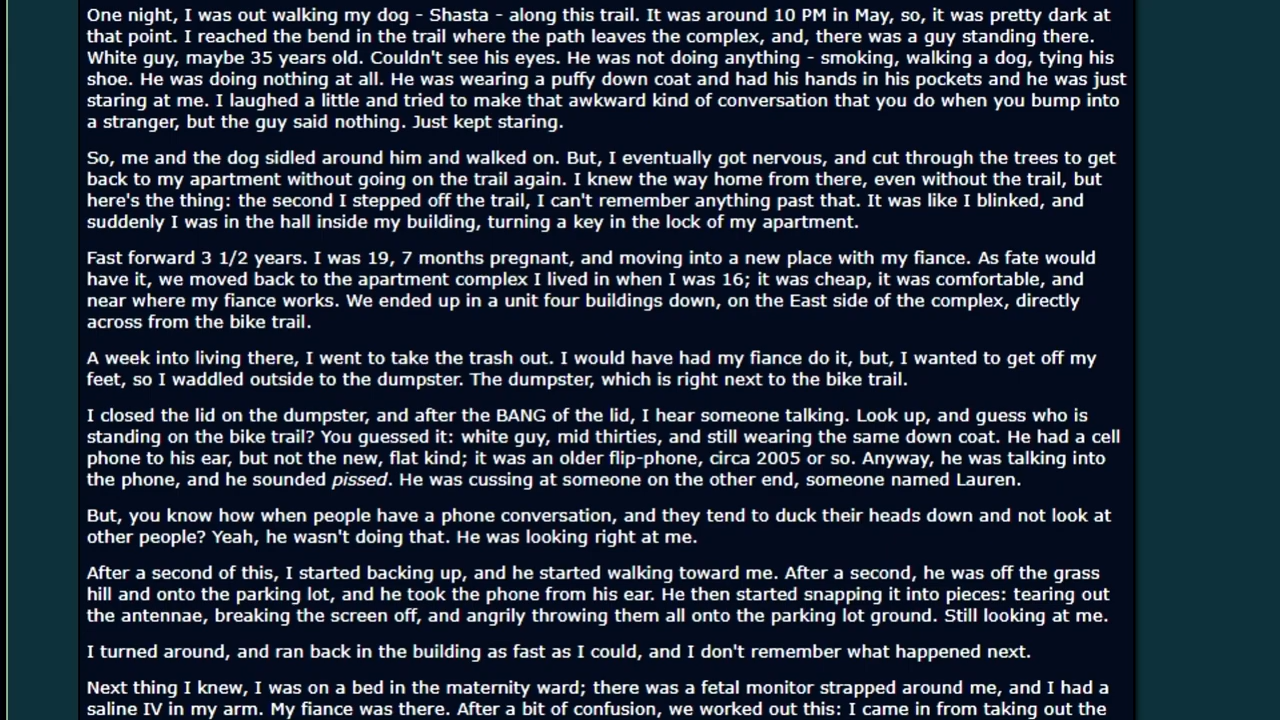 One night, I was out walking my dog - Shasta - along this trail. It was around 10 PM in May, so, it was pretty dark at
that point. I reached the bend in the trail where the path leaves the complex, and, there was a guy standing there.
White guy, maybe 35 years old. Couldn't see his eyes. He was not doing anything - smoking, walking a dog, tying his
shoe. He was doing nothing at all. He was wearing a puffy down coat and had his hands in his pockets and he was just
staring at me. I laughed a little and tried to make that awkward kind of conversation that you do when you bump into
a stranger, but the guy said nothing. Just kept staring.
So, me and the dog sidled around him and walked on. But, I eventually got nervous, and cut through the trees to get
back to my apartment without going on the trail again. I knew the way home from there, even without the trail, but
here's the thing: the second I stepped off the trail, I can't remember anything past that. It was like I blinked, and
suddenly I was in the hall inside my building, turning a key in the lock of my apartment.
Fast forward 3 1/2 years. I was 19, 7 months pregnant, and moving into a new place with my fiance. As fate would
have it, we moved back to the apartment complex I lived in when I was 16; it was cheap, it was comfortable, and
near where my fiance works. We ended up in a unit four buildings down, on the East side of the complex, directly
across from the bike trail.
A week into living there, I went to take the trash out. I would have had my fiance do it, but, I wanted to get off my
feet, so I waddled outside to the dumpster. The dumpster, which is right next to the bike trail.
I closed the lid on the dumpster, and after the BANG of the lid, I hear someone talking. Look up, and guess who is
standing on the bike trail? You guessed it: white guy, mid thirties, and still wearing the same down coat. He had a cell
phone to his ear, but not the new, flat kind; it was an older flip-phone, circa 2005 or so. Anyway, he was talking into
the phone, and he sounded pissed. He was cussing at someone on the other end, someone named Lauren.
But, you know how when people have a phone conversation, and they tend to duck their heads down and not look at
other people? Yeah, he wasn't doing that. He was looking right at me.
After a second of this, I started backing up, and he started walking toward me. After a second, he was off the grass
hill and onto the parking lot, and he took the phone from his ear. He then started snapping it into pieces: tearing out
the antennae, breaking the screen off, and angrily throwing them all onto the parking lot ground. Still looking at me.
I turned around, and ran back in the building as fast as I could, and I don't remember what happened next.
Next thing I knew, I was on a bed in the maternity ward; there was a fetal monitor strapped around me, and I had a
saline IV in my arm. My fiance was there. After a bit of confusion, we worked out this: I came in from taking out the